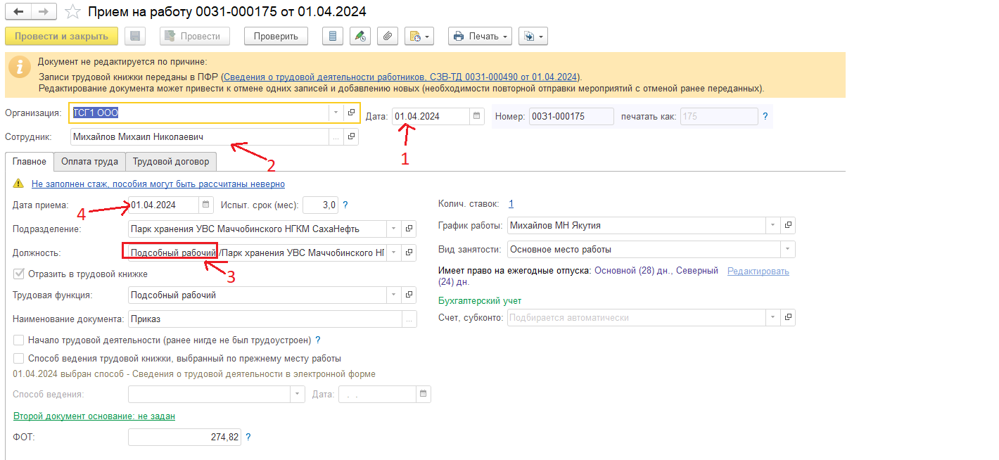 Прием на работу 00З1-000175 от 01.04.2024
Провести и закрыть Провести Проверить Печать
Документ не редактируется по причине:
Записи трудовой книжки переданы в ПФР (Сведения о трудовой деятельности работников, СЗВ-ТД 00З1-000490 от 01.04.2024).
Редактирование документа может привести к отмене одних записей и добавлению новых (необходимости повторной отправки мероприятий с отменой ранее переданных).
Организация: ТСГ1 ООО Дата: 01.04.2024 Номер: 00З1-000175 печатать как: 175 ?
Сотрудник: Михайлов Михаил Николаевич ...
1
2
Главное Оплата труда Трудовой договор
Не заполнен стаж, пособия могут быть рассчитаны неверно
Дата приема: 01.04.2024 Испыт. срок (мес): 3,0 ? Колич. ставок: 1
4
Подразделение: Парк хранения УВС Маччобинского НГКМ СахаНефть График работы: Михайлов МН Якутия
Должность: Подсобный рабочий /Парк хранения УВС Маччобинского НГ Вид занятости: Основное место работы
3
Отразить в трудовой книжке Имеет право на ежегодные отпуска: Основной (28) дн., Северный Редактировать
(24) дн.
Трудовая функция: Подсобный рабочий Бухгалтерский учет
Наименование документа: Приказ ... Счет, субконто: Подбирается автоматически
Начало трудовой деятельности (ранее нигде не был трудоустроен) ?
Способ ведения трудовой книжки, выбранный по прежнему месту работы
01.04.2024 выбран способ - Сведения о трудовой деятельности в электронной форме
Способ ведения: Дата: . .
Второй документ основание: не задан
ФОТ: 274,82 ?